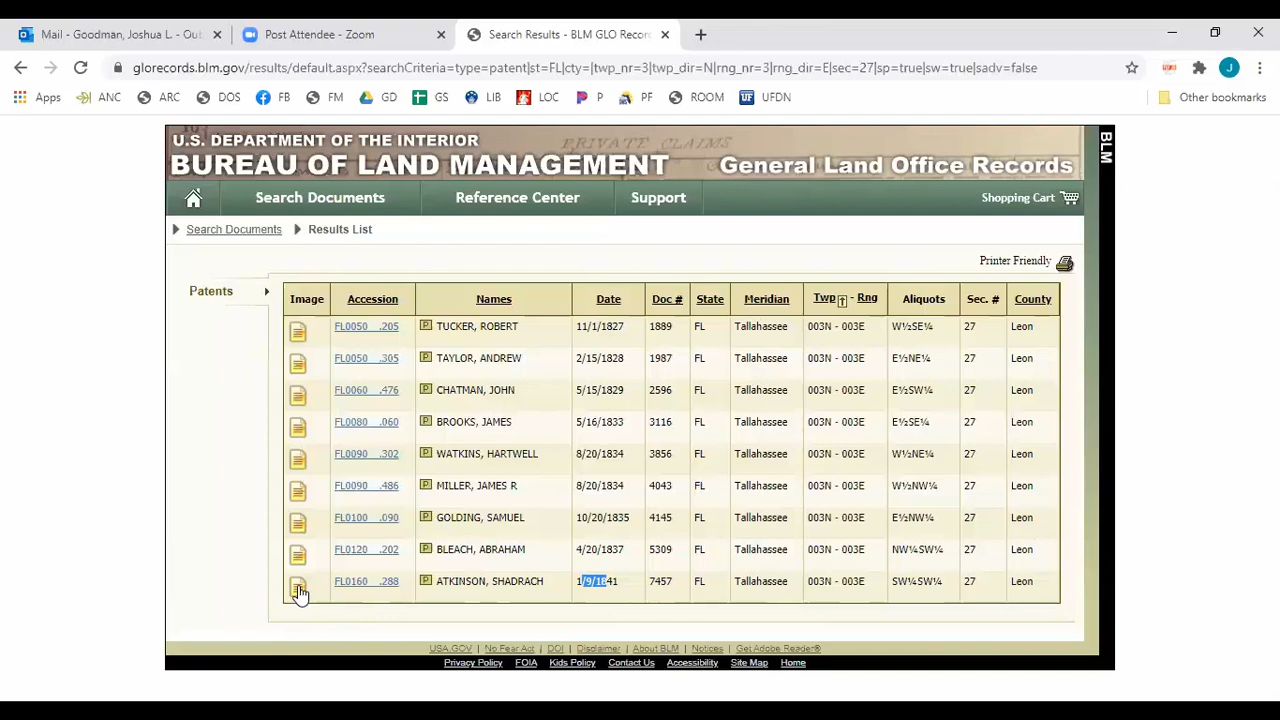 Mail - Goodman, Joshua L. - Out
Post Attendee - Zoom
Search Results - BLM GLO Recor
glorecords.blm.gov/results/default.aspx?searchCriteria=type=patent|st=FL|cty=|twp_nr=3|twp_dir=N|rng_nr=3|rng_dir=E|sec=27|sp=true|sw=true|sadv=false
J
Apps ANC ARC DOS FB FM GD GS LIB LOC P PF ROOM UF UFDN Other bookmarks
U.S. DEPARTMENT OF THE INTERIOR
PRIVATE CLAIMS
BUREAU OF LAND MANAGEMENT General Land Office Records
BLM
Search Documents Reference Center Support Shopping Cart
Search Documents Results List
Printer Friendly
Patents
Image Accession Names Date Doc # State Meridian Twp - Rng Aliquots Sec. # County
FL0050 .205 P TUCKER, ROBERT 11/1/1827 1889 FL Tallahassee 003N - 003E W½SE¼ 27 Leon
FL0050 .305 P TAYLOR, ANDREW 2/15/1828 1987 FL Tallahassee 003N - 003E E½NE¼ 27 Leon
FL0060 .476 P CHATMAN, JOHN 5/15/1829 2596 FL Tallahassee 003N - 003E E½SW¼ 27 Leon
FL0080 .060 P BROOKS, JAMES 5/16/1833 3116 FL Tallahassee 003N - 003E E½SE¼ 27 Leon
FL0090 .302 P WATKINS, HARTWELL 8/20/1834 3856 FL Tallahassee 003N - 003E W½NE¼ 27 Leon
FL0090 .486 P MILLER, JAMES R 8/20/1834 4043 FL Tallahassee 003N - 003E W½NW¼ 27 Leon
FL0100 .090 P GOLDING, SAMUEL 10/20/1835 4145 FL Tallahassee 003N - 003E E½NW¼ 27 Leon
FL0120 .202 P BLEACH, ABRAHAM 4/20/1837 5309 FL Tallahassee 003N - 003E NW¼SW¼ 27 Leon
FL0160 .288 P ATKINSON, SHADRACH 1/9/1841 7457 FL Tallahassee 003N - 003E SW¼SW¼ 27 Leon
USA.GOV | No Fear Act | DOI | Disclaimer | About BLM | Notices | Get Adobe Reader®
Privacy Policy | FOIA | Kids Policy | Contact Us | Accessibility | Site Map | Home